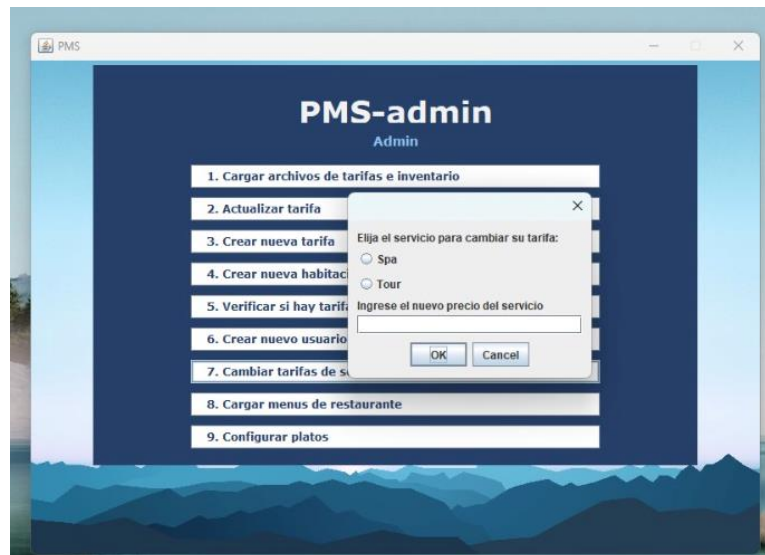 PMS
PMS-admin
Admin
1. Cargar archivos de tarifas e inventario
2. Actualizar tarifa
3. Crear nueva tarifa
4. Crear nueva habitaci
5. Verificar si hay tarifa
6. Crear nuevo usuario
7. Cambiar tarifas de s
8. Cargar menus de restaurante
9. Configurar platos
Elija el servicio para cambiar su tarifa:
Spa
Tour
Ingrese el nuevo precio del servicio
OK Cancel